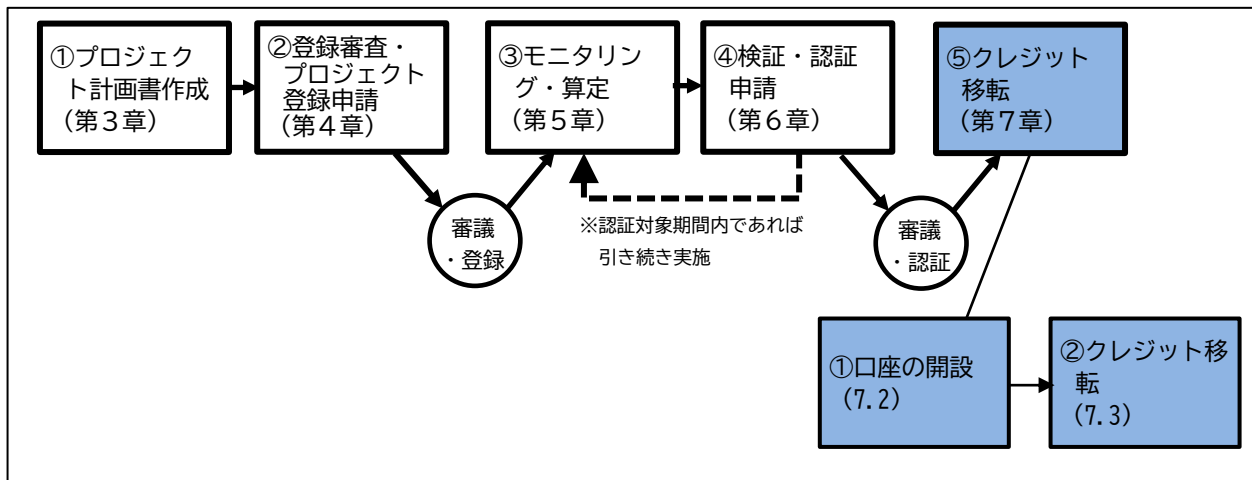 ①プロジェク
ト計画書作成
(第3章)
②登録審査・
プロジェクト
登録申請
(第4章)
③モニタリン
グ・算定
(第5章)
④検証・認証
申請
(第6章)
⑤クレジット
移転
(第7章)
審議
・登録
※認証対象期間内であれば
引き続き実施
審議
・認証
①口座の開設
(7.2)
②クレジット移
転
(7.3)